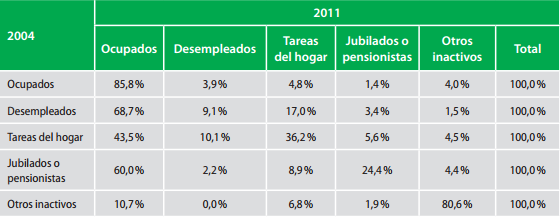 2004 2011
Ocupados Desempleados Tareas del hogar Jubilados o pensionistas Otros inactivos Total
Ocupados 85,8% 3,9% 4,8% 1,4% 4,0% 100,0%
Desempleados 68,7% 9,1% 17,0% 3,4% 1,5% 100,0%
Tareas del hogar 43,5% 10,1% 36,2% 5,6% 4,5% 100,0%
Jubilados o pensionistas 60,0% 2,2% 8,9% 24,4% 4,4% 100,0%
Otros inactivos 10,7% 0,0% 6,8% 1,9% 80,6% 100,0%